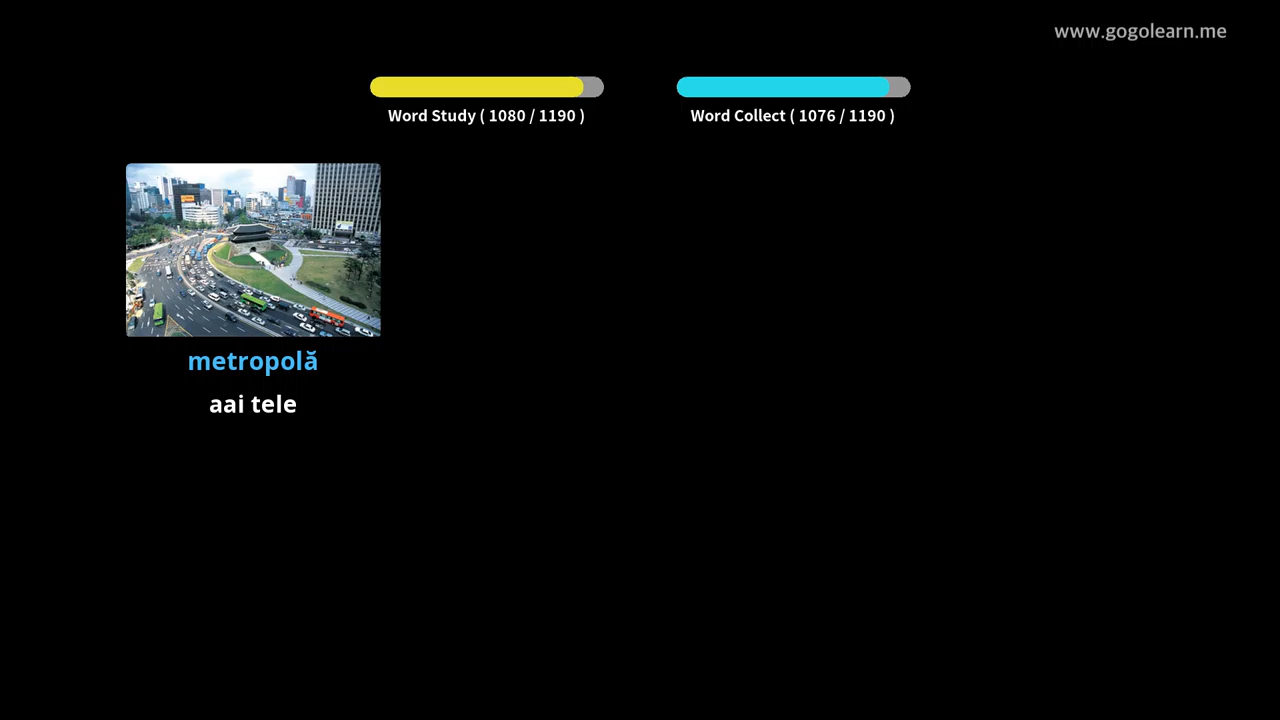 www.gogolearn.me
Word Study ( 1080 / 1190 )
Word Collect ( 1076 / 1190 )
metropolă
aai tele